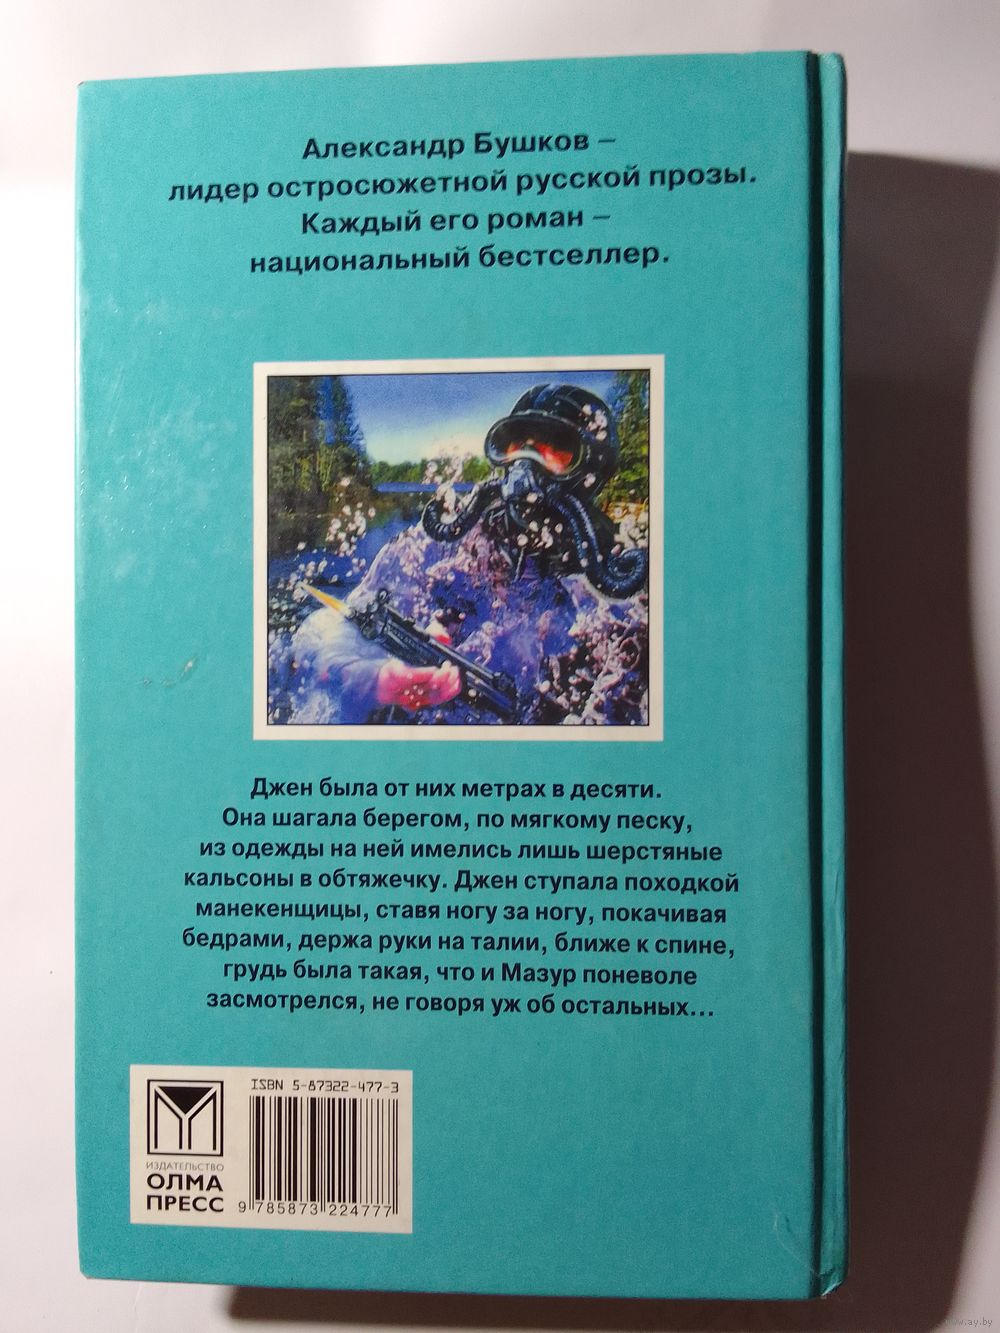 Александр Бушков –
лидер остросюжетной русской прозы.
Каждый его роман –
национальный бестселлер.
Джен была от них метрах в десяти.
Она шагала берегом, по мягкому песку,
из одежды на ней имелись лишь шерстяные
кальсоны в обтяжечку. Джен ступала походкой
манекенщицы, ставя ногу за ногу, покачивая
бедрами, держа руки на талии, ближе к спине,
грудь была такая, что и Мазур поневоле
засмотрелся, не говоря уж об остальных...
ISBN 5-87322-477-3
ИЗДАТЕЛЬСТВО
ОЛМА
ПРЕСС
9 785873 224777
www.ay.by